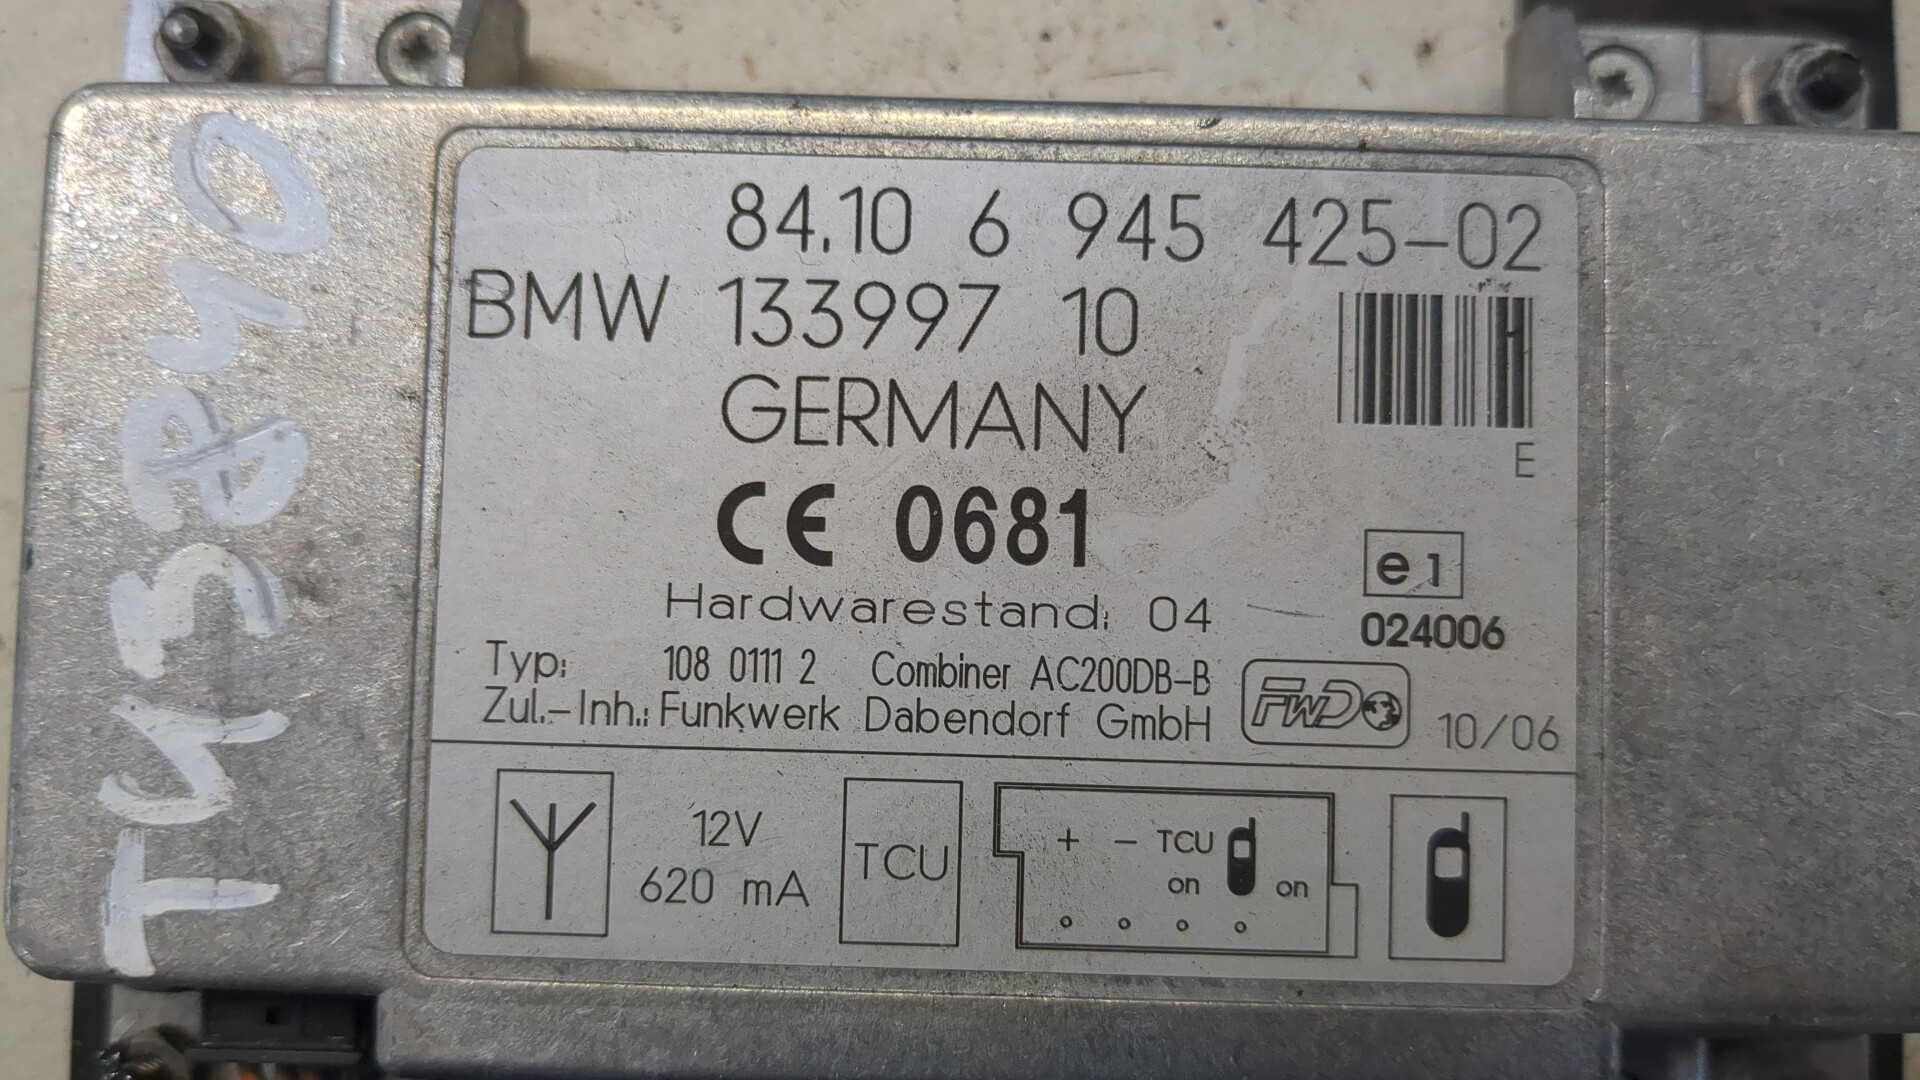 84.10 6 945 425-02
BMW 133997 10
GERMANY
E
CE 0681
e1
Hardwarestand: 04
024006
Typ: 108 0111 2 Combiner AC200DB-B
Zul.-Inh.: Funkwerk Dabendorf GmbH
FWD
10/06
12V
620 mA
TCU
+ - TCU
on on